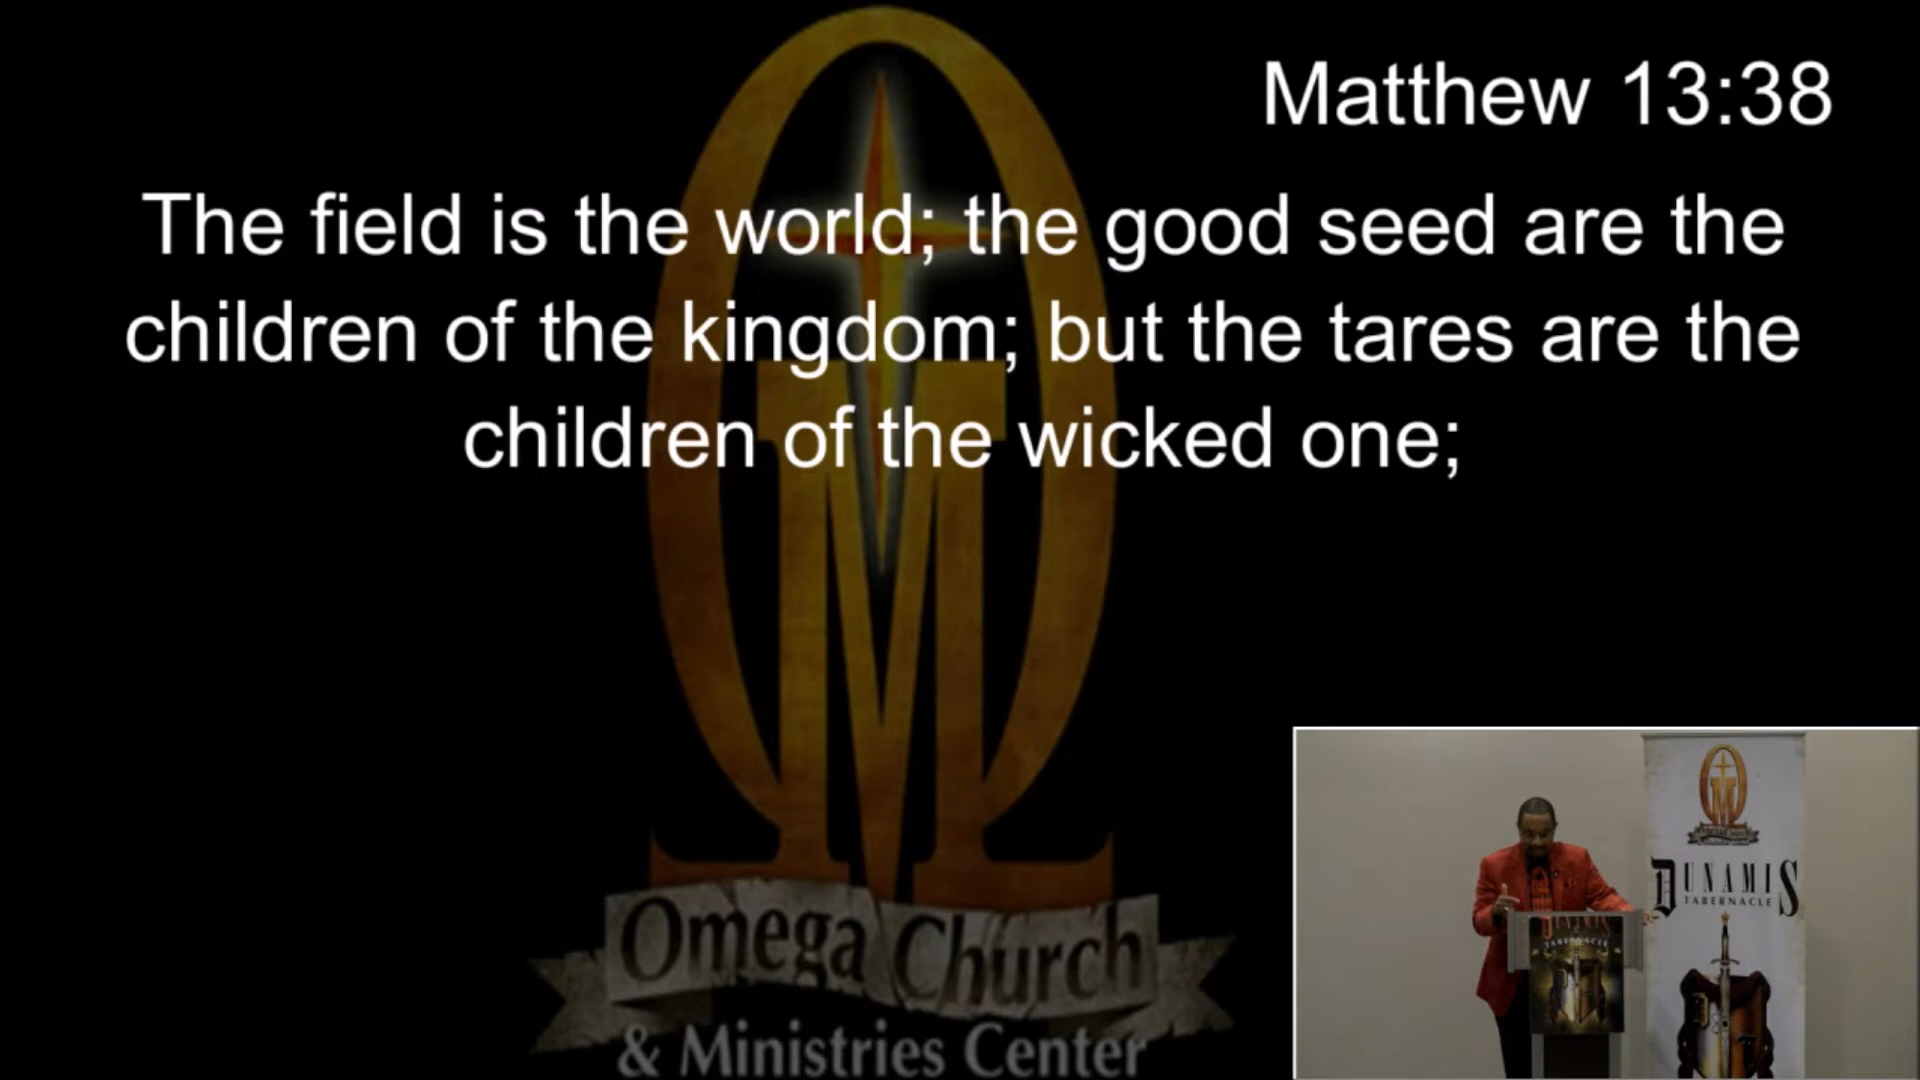 Matthew 13:38
The field is the world; the good seed are the
children of the kingdom; but the tares are the
children of the wicked one;
Omega Church
& Ministries Center
DUNAMIS
TABERNACLE
TABERNACLE